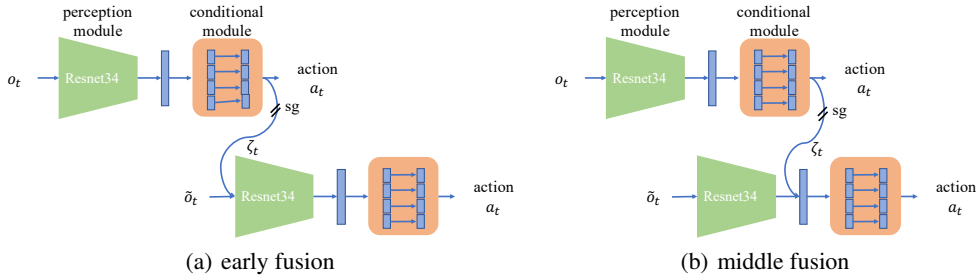 perception
module
conditional
module
o_t
Resnet34
action
a_t
sg
ζ_t
õ_t
Resnet34
action
a_t
(a) early fusion
perception
module
conditional
module
o_t
Resnet34
action
a_t
sg
ζ_t
õ_t
Resnet34
action
a_t
(b) middle fusion